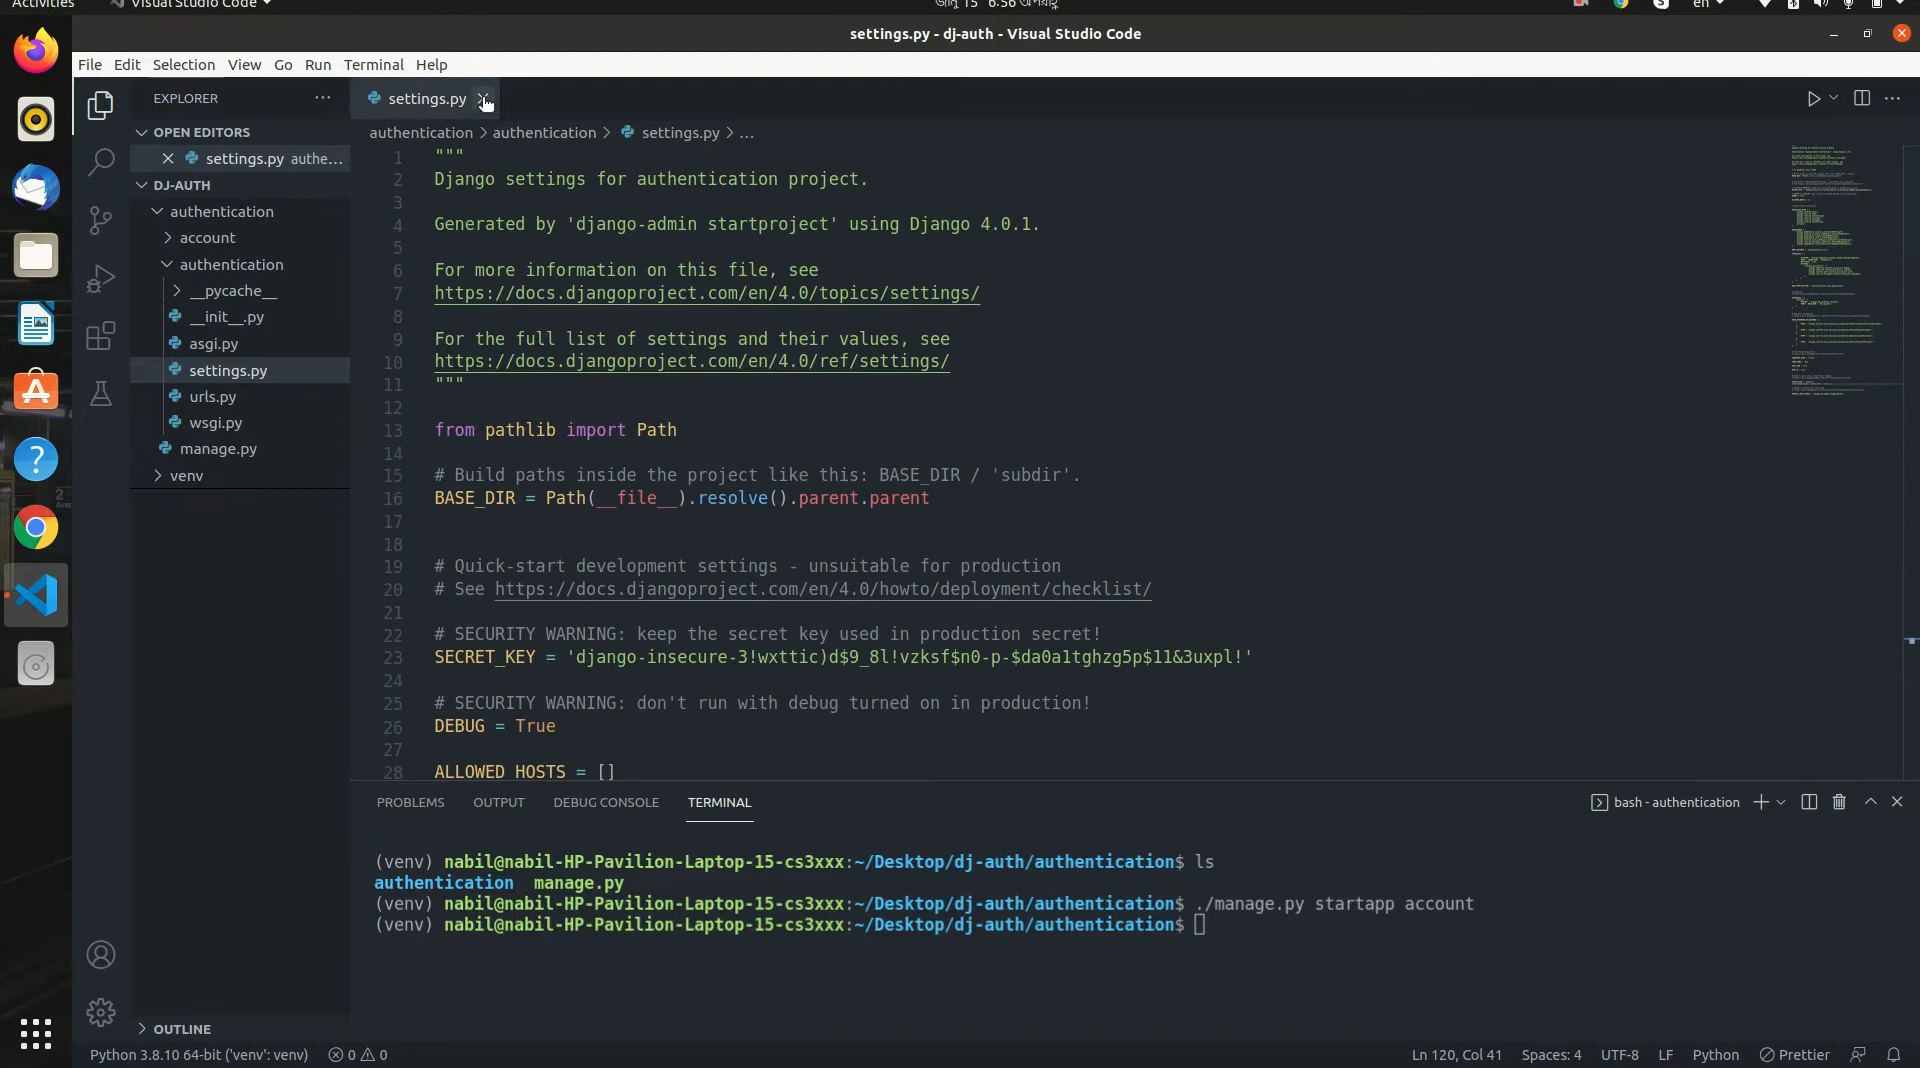 Activities Visual Studio Code
জানু 15 6:56 অপরাহ্ণ
en
settings.py - dj-auth - Visual Studio Code
File Edit Selection View Go Run Terminal Help
EXPLORER
settings.py
OPEN EDITORS
settings.py authe...
DJ-AUTH
authentication
account
authentication
__pycache__
__init__.py
asgi.py
settings.py
urls.py
wsgi.py
manage.py
venv
OUTLINE
authentication > authentication > settings.py > ...
1 """
2 Django settings for authentication project.
3
4 Generated by 'django-admin startproject' using Django 4.0.1.
5
6 For more information on this file, see
7 https://docs.djangoproject.com/en/4.0/topics/settings/
8
9 For the full list of settings and their values, see
10 https://docs.djangoproject.com/en/4.0/ref/settings/
11 """
12
13 from pathlib import Path
14
15 # Build paths inside the project like this: BASE_DIR / 'subdir'.
16 BASE_DIR = Path(__file__).resolve().parent.parent
17
18
19 # Quick-start development settings - unsuitable for production
20 # See https://docs.djangoproject.com/en/4.0/howto/deployment/checklist/
21
22 # SECURITY WARNING: keep the secret key used in production secret!
23 SECRET_KEY = 'django-insecure-3!wxttic)d$9_8l!vzksf$n0-p-$da0a1tghzg5p$11&3uxpl!'
24
25 # SECURITY WARNING: don't run with debug turned on in production!
26 DEBUG = True
27
28 ALLOWED_HOSTS = []
PROBLEMS OUTPUT DEBUG CONSOLE TERMINAL
bash - authentication
(venv) nabil@nabil-HP-Pavilion-Laptop-15-cs3xxx:~/Desktop/dj-auth/authentication$ ls
authentication manage.py
(venv) nabil@nabil-HP-Pavilion-Laptop-15-cs3xxx:~/Desktop/dj-auth/authentication$ ./manage.py startapp account
(venv) nabil@nabil-HP-Pavilion-Laptop-15-cs3xxx:~/Desktop/dj-auth/authentication$
Python 3.8.10 64-bit ('venv': venv) 0 0
Ln 120, Col 41 Spaces: 4 UTF-8 LF Python Prettier